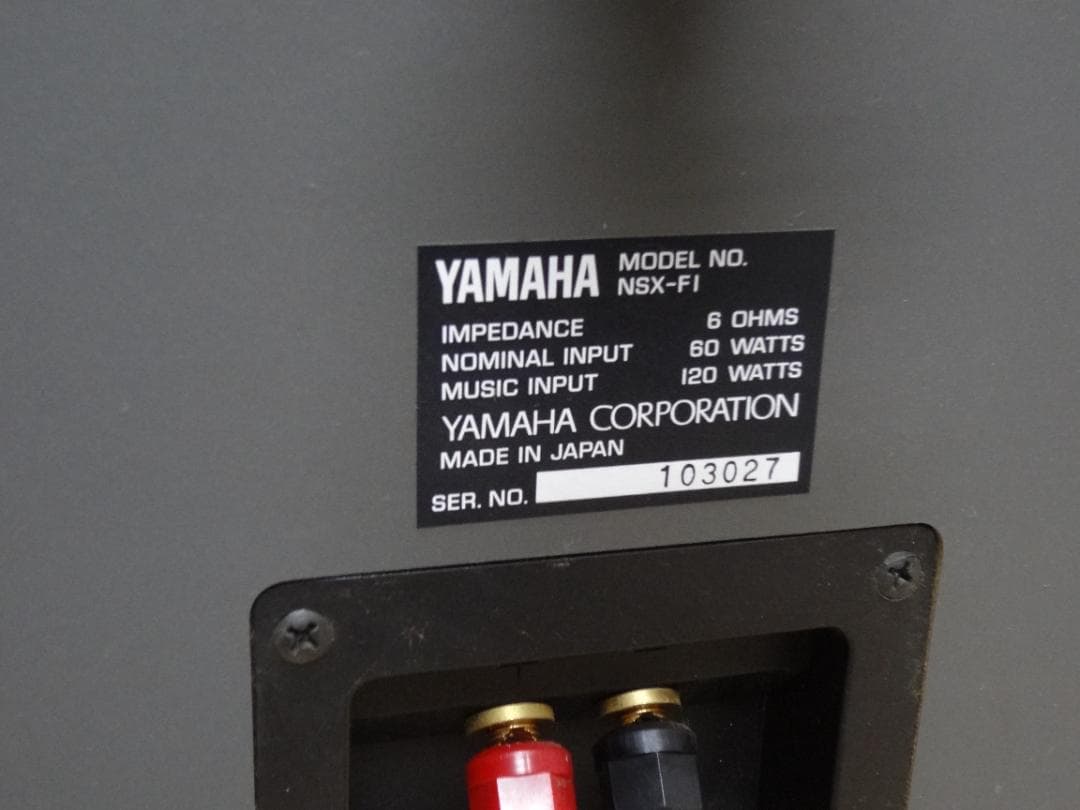 YAMAHA MODEL NO.
NSX-F1
IMPEDANCE 6 OHMS
NOMINAL INPUT 60 WATTS
MUSIC INPUT 120 WATTS
YAMAHA CORPORATION
MADE IN JAPAN
SER. NO. 103027